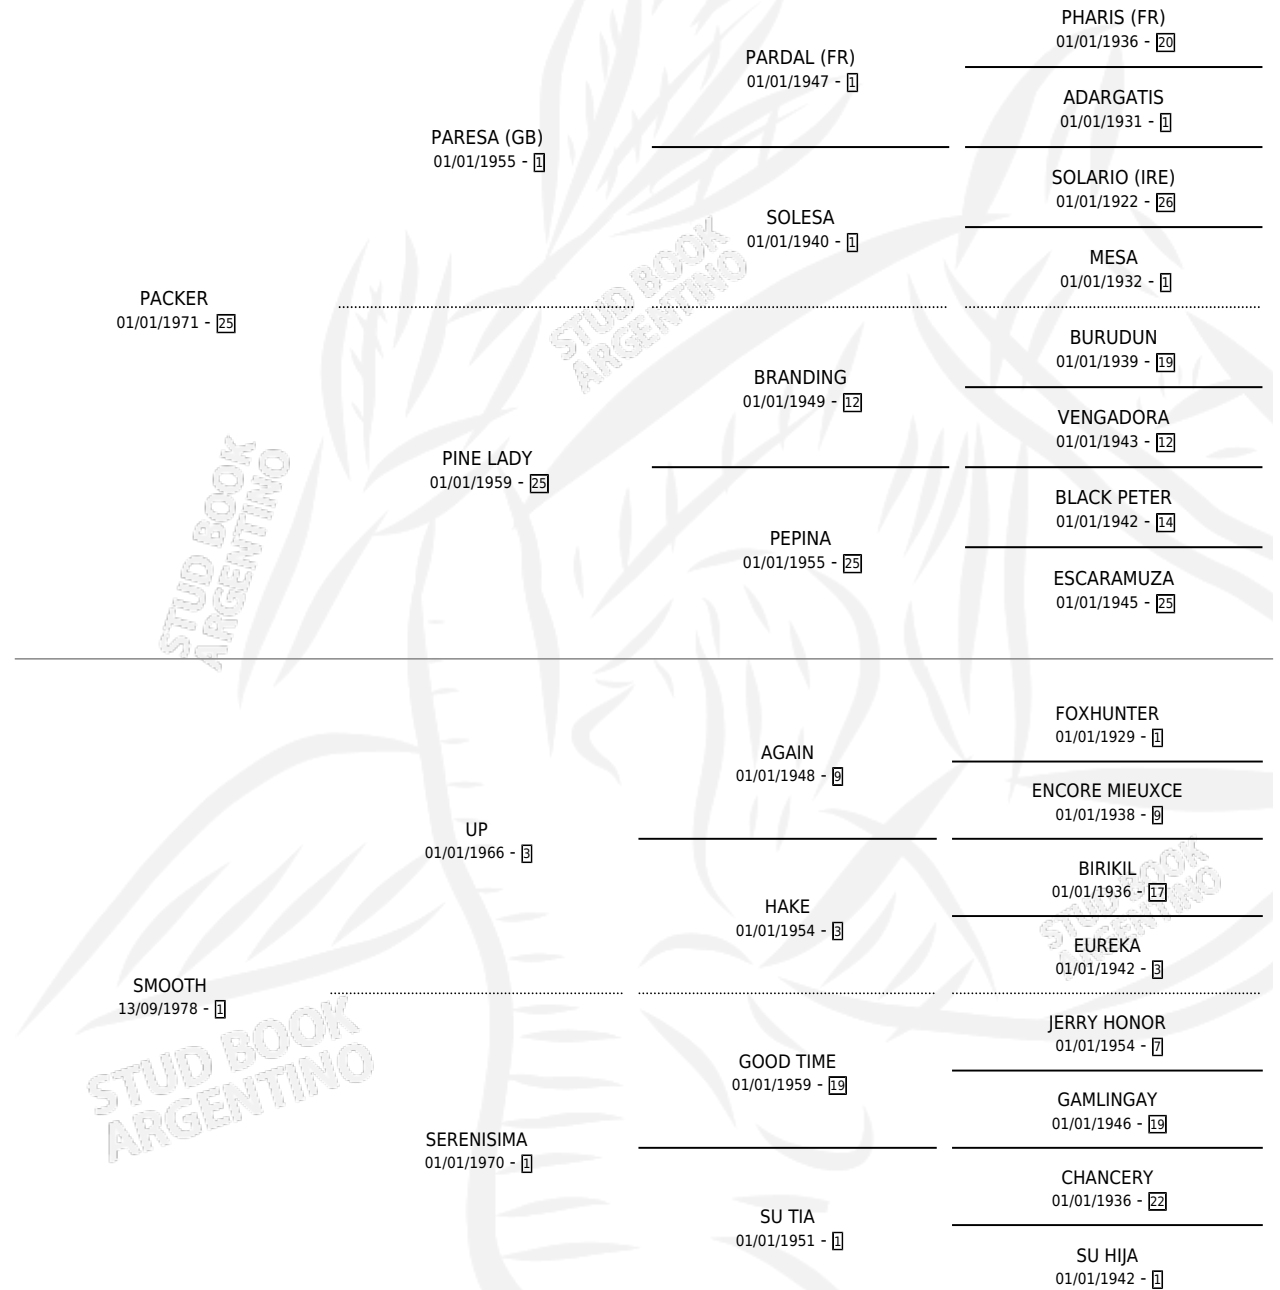 PHARIS (FR)
01/01/1936 - 20
PARDAL (FR)
01/01/1947 - 1
ADARGATIS
01/01/1931 - 1
PARESA (GB)
01/01/1955 - 1
SOLARIO (IRE)
01/01/1922 - 26
SOLESA
01/01/1940 - 1
MESA
01/01/1932 - 1
PACKER
01/01/1971 - 25
BURUDUN
01/01/1939 - 19
BRANDING
01/01/1949 - 12
VENGADORA
01/01/1943 - 12
PINE LADY
01/01/1959 - 25
BLACK PETER
01/01/1942 - 14
PEPINA
01/01/1955 - 25
ESCARAMUZA
01/01/1945 - 25
FOXHUNTER
01/01/1929 - 1
AGAIN
01/01/1948 - 9
ENCORE MIEUXCE
01/01/1938 - 9
UP
01/01/1966 - 3
BIRIKIL
01/01/1936 - 17
HAKE
01/01/1954 - 3
EUREKA
01/01/1942 - 3
SMOOTH
13/09/1978 - 1
JERRY HONOR
01/01/1954 - 7
GOOD TIME
01/01/1959 - 19
GAMLINGAY
01/01/1946 - 19
SERENISIMA
01/01/1970 - 1
CHANCERY
01/01/1936 - 22
SU TIA
01/01/1951 - 1
SU HIJA
01/01/1942 - 1
STUD BOOK
ARGENTINO
STUD BOOK
ARGENTINO
STUD BOOK
ARGENTINO
STUD BOOK
ARGENTINO